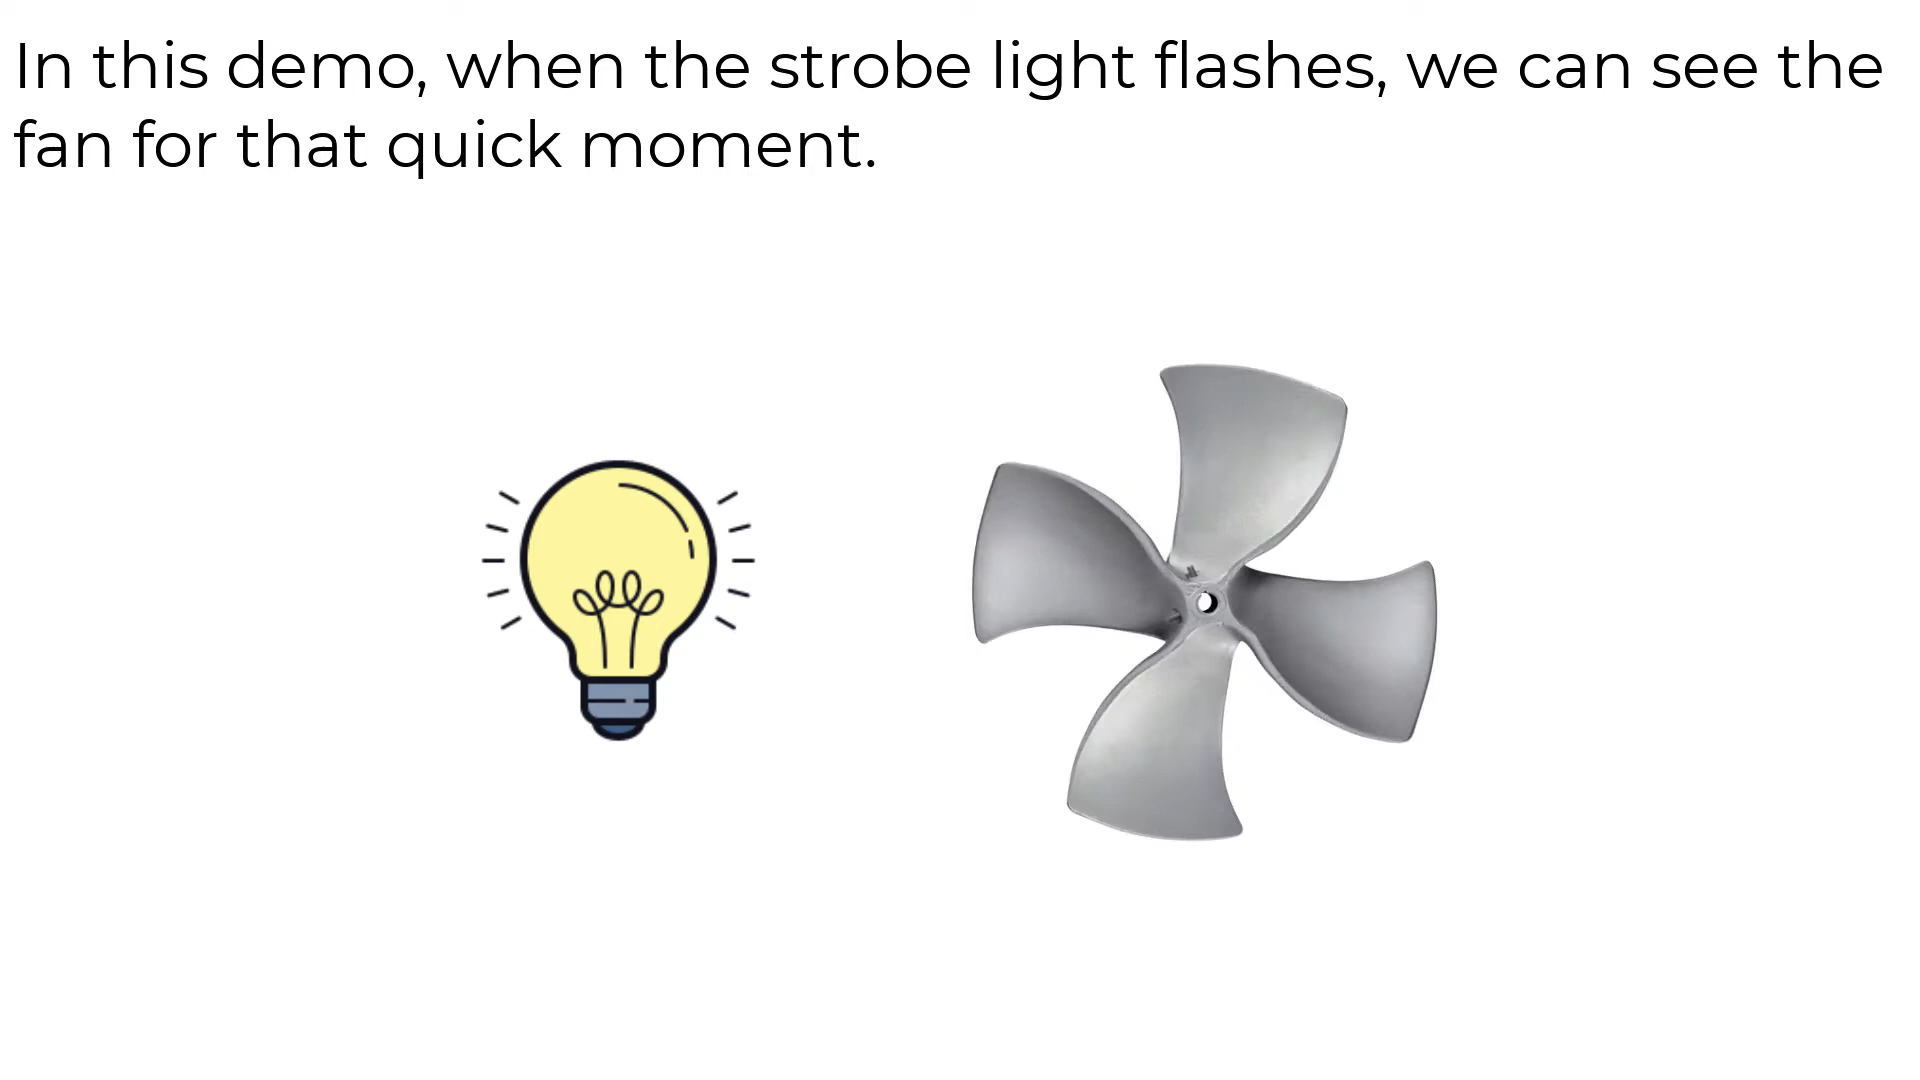 In this demo, when the strobe light flashes, we can see the
fan for that quick moment.